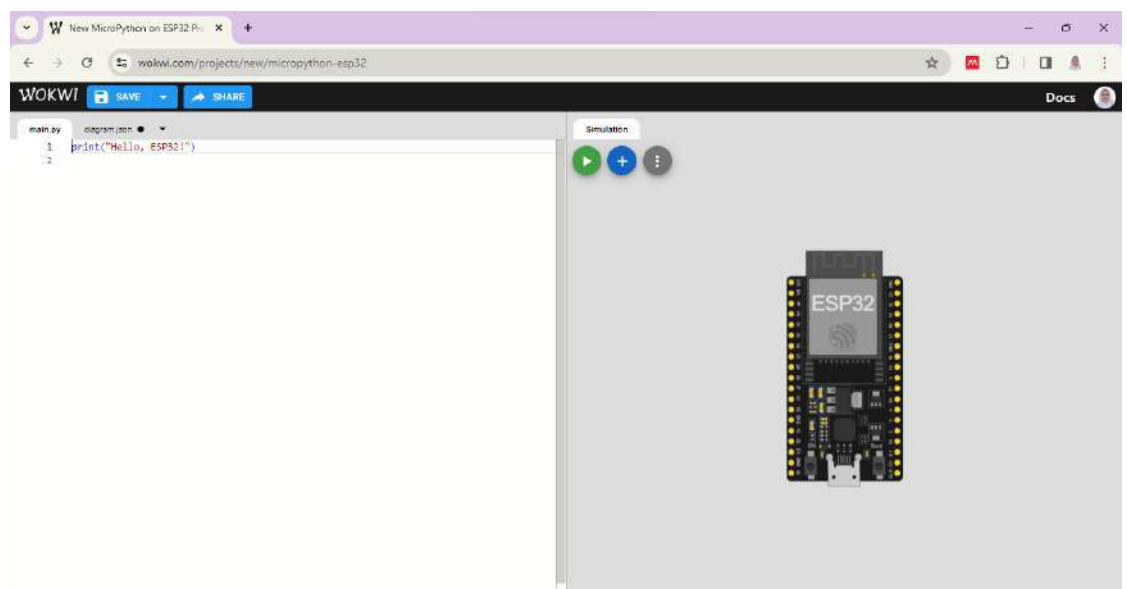 New MicroPython on ESP32 Pr
wokwi.com/projects/new/micropython-esp32
WOKWI SAVE SHARE Docs
main.py diagram.json
1 print("Hello, ESP32!")
2
Simulation
ESP32